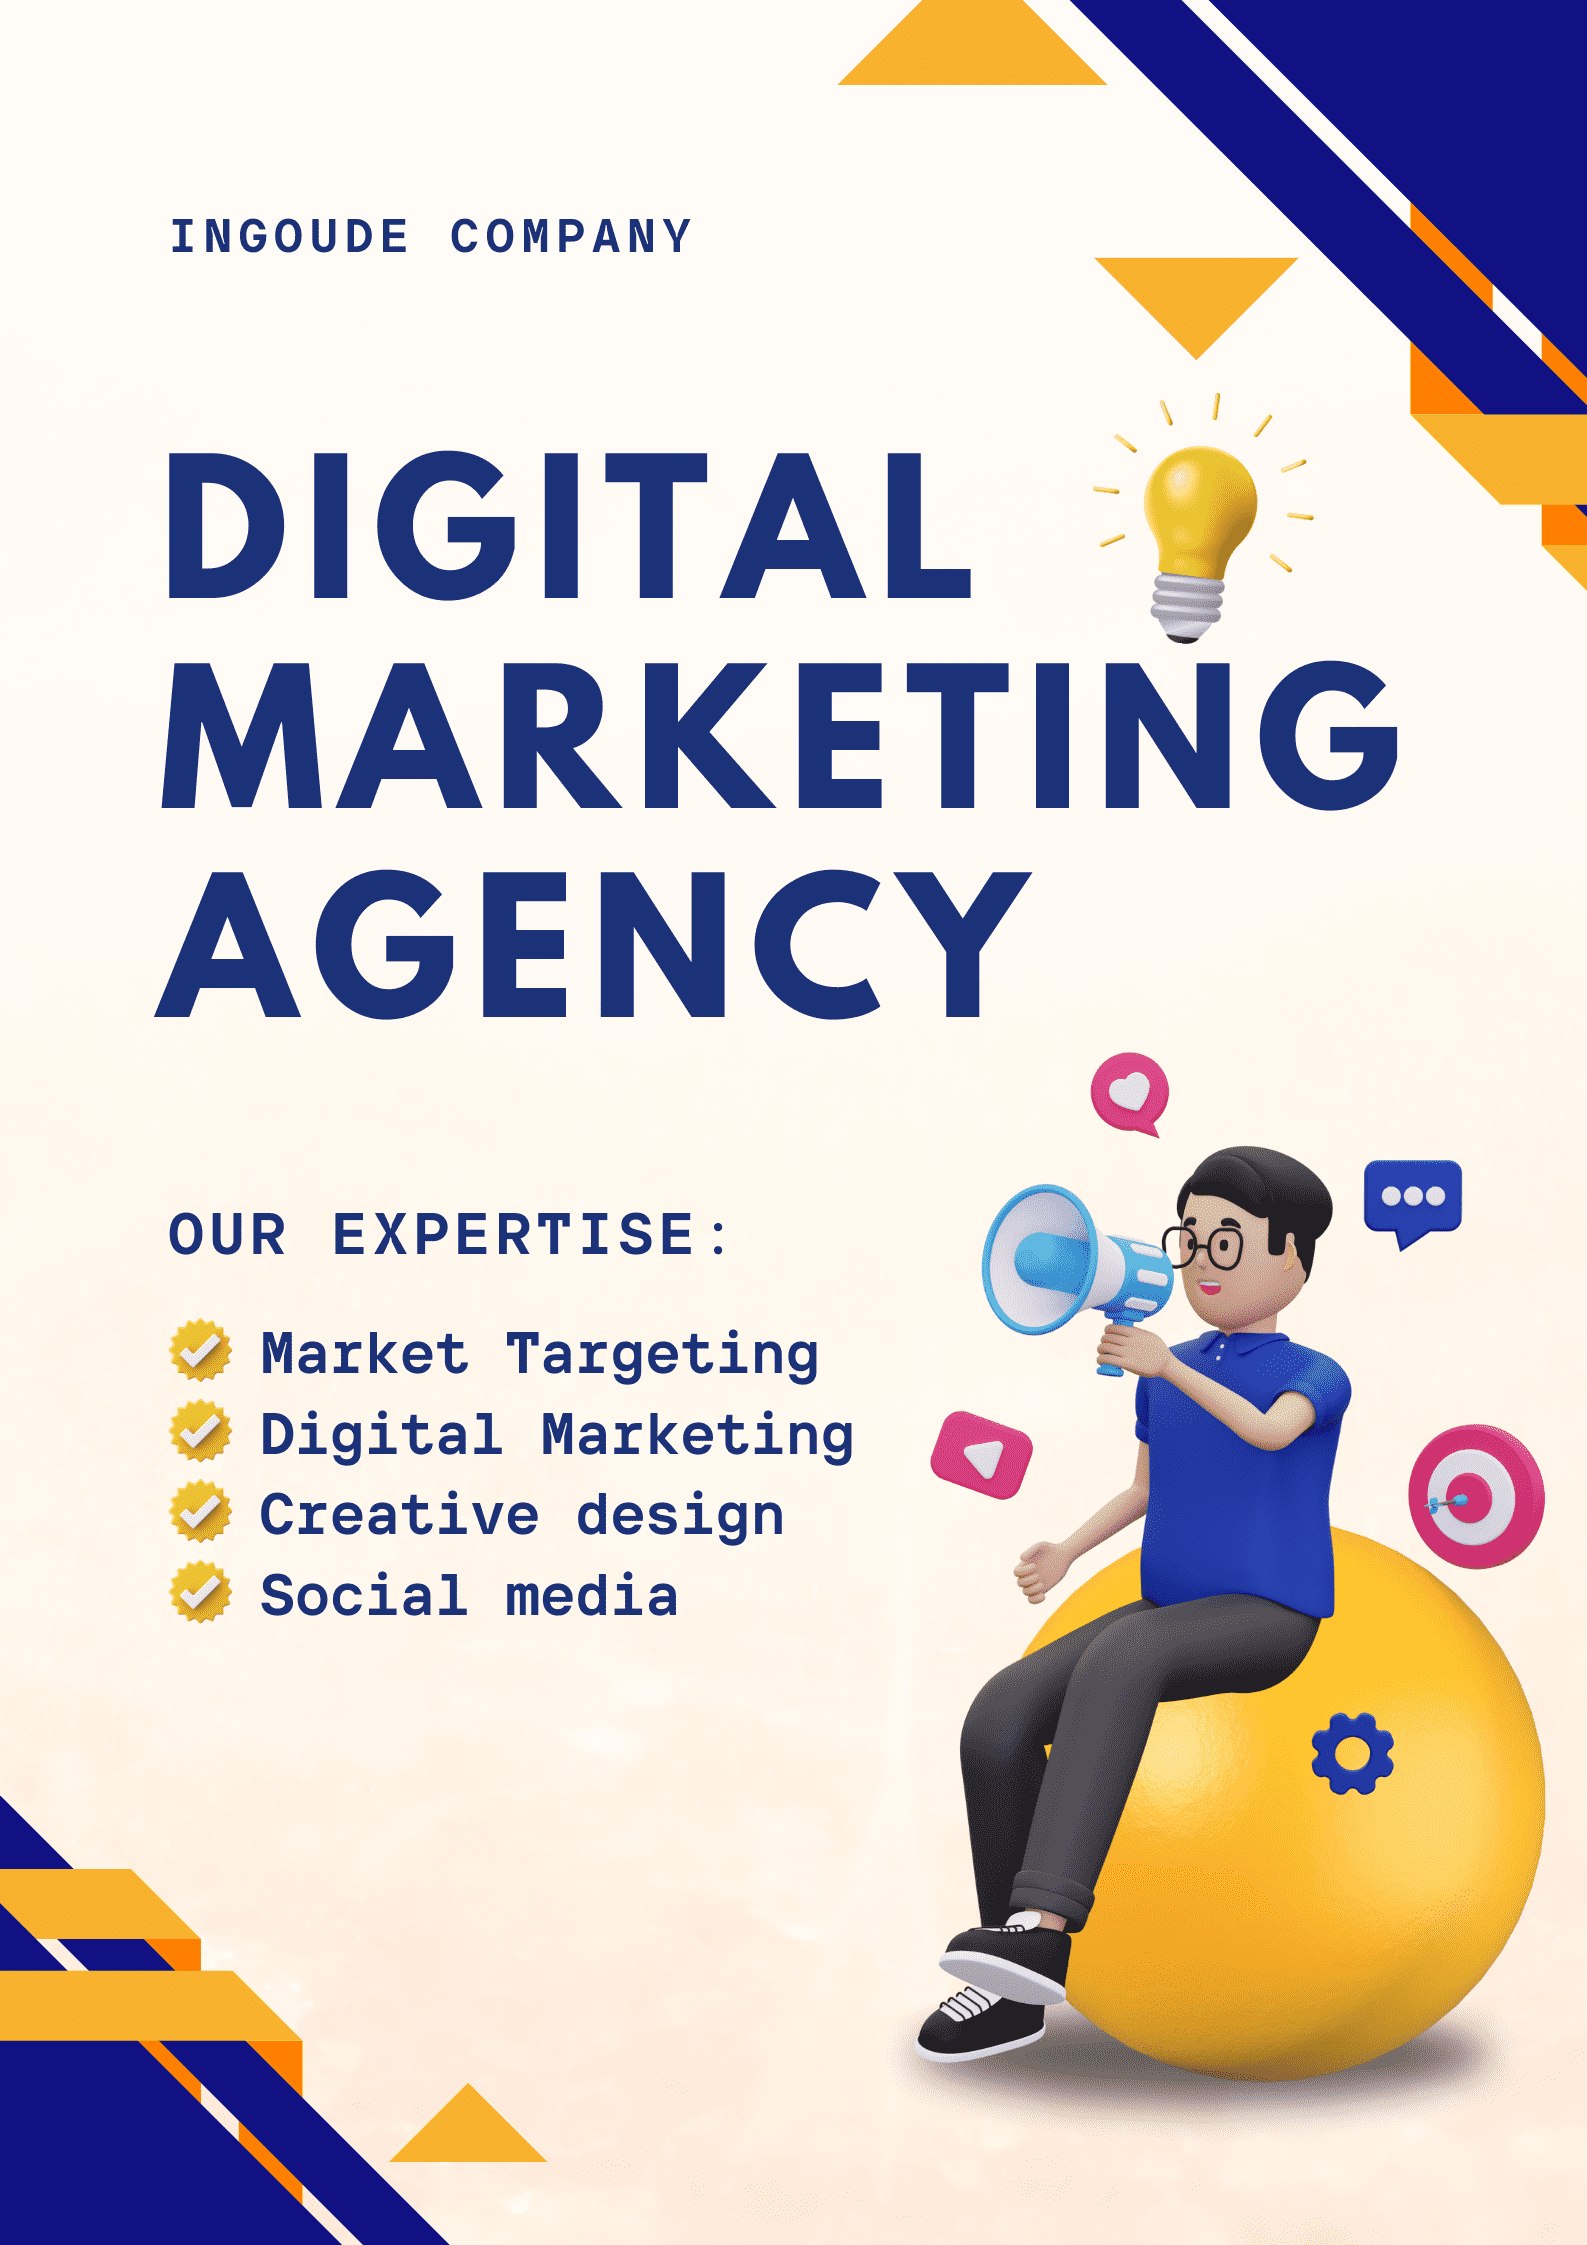 INGOUDE COMPANY
DIGITAL
MARKETING
AGENCY
OUR EXPERTISE:
Market Targeting
Digital Marketing
Creative design
Social media